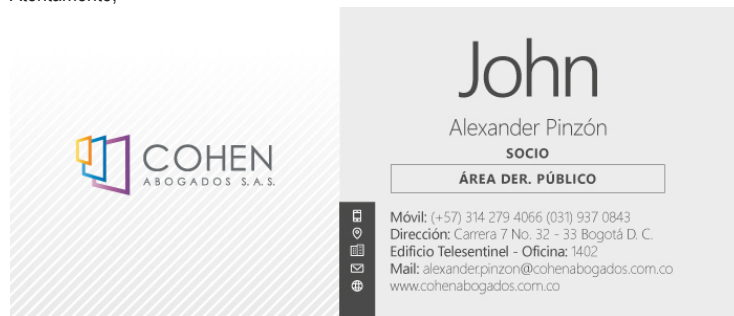 Atentamente,
COHEN
ABOGADOS S.A.S.
John
Alexander Pinzón
SOCIO
ÁREA DER. PÚBLICO
Móvil: (+57) 314 279 4066 (031) 937 0843
Dirección: Carrera 7 No. 32 - 33 Bogotá D. C.
Edificio Telesentinel - Oficina: 1402
Mail: alexander.pinzon@cohenabogados.com.co
www.cohenabogados.com.co